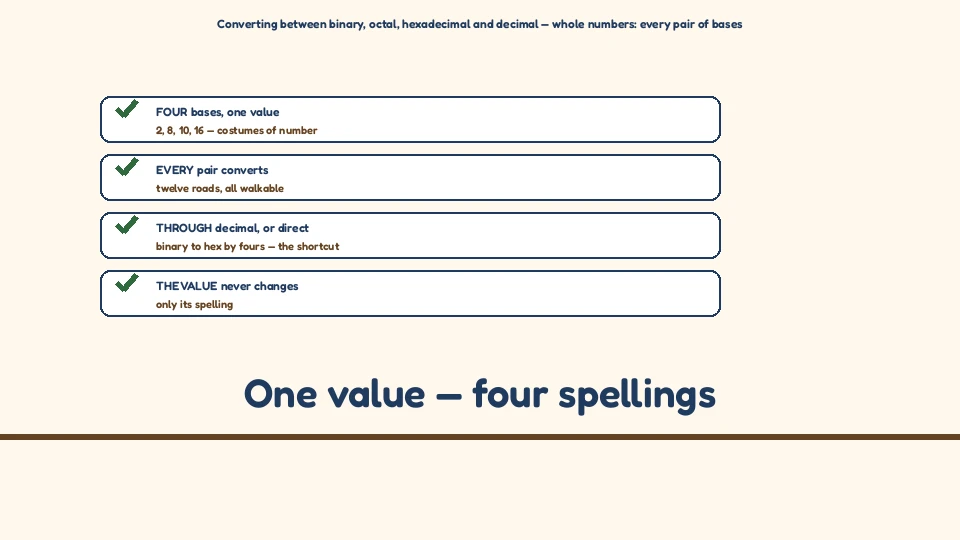 Converting between binary, octal, hexadecimal and decimal — whole numbers: every pair of bases
FOUR bases, one value
2, 8, 10, 16 — costumes of number
EVERY pair converts
twelve roads, all walkable
THROUGH decimal, or direct
binary to hex by fours — the shortcut
THE VALUE never changes
only its spelling
One value — four spellings